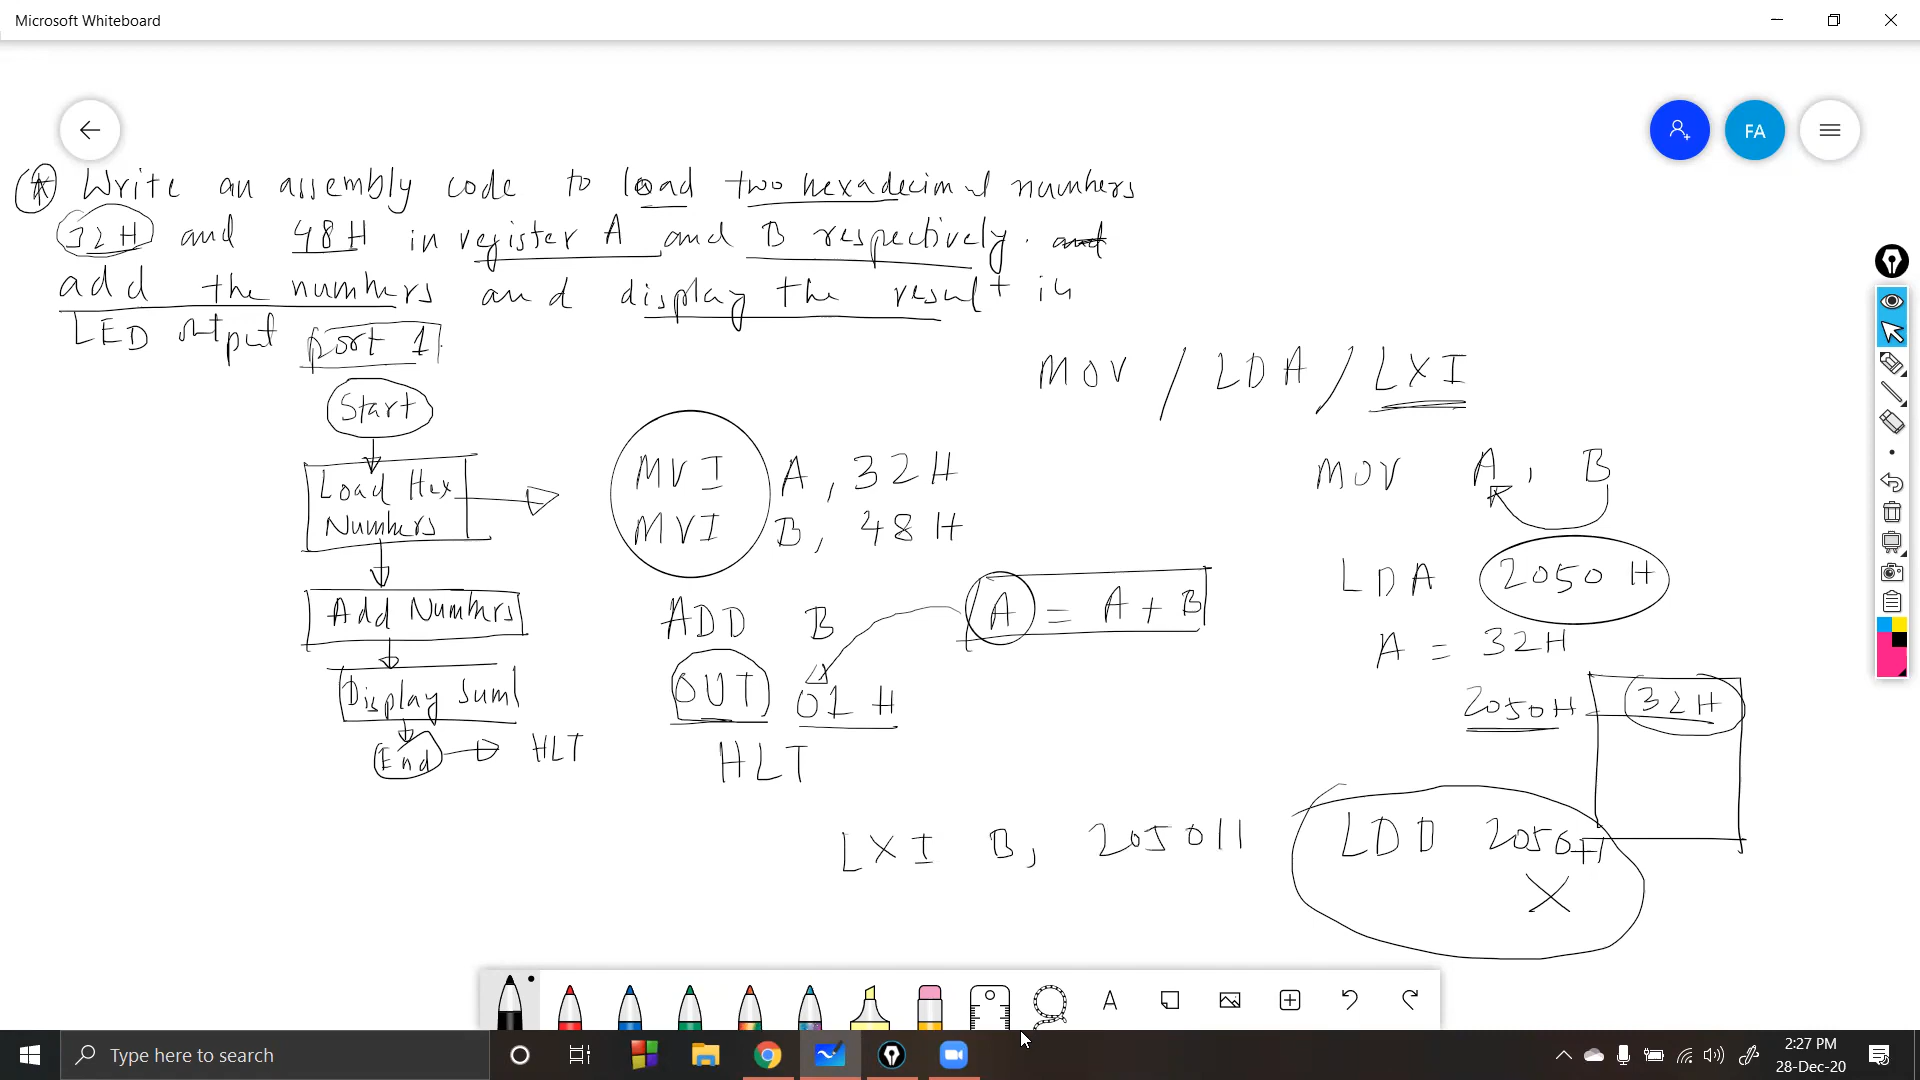 Microsoft Whiteboard
FA
Write an assembly code to load two hexadecimal numbers
32H and 48H in register A and B respectively. and
add the numbers and display the result in
LED output port 1
Start
Load Hex
Numbers
Add Numbers
Display Sum
End
HLT
MVI A, 32H
MVI B, 48H
ADD B
OUT 01H
HLT
A = A + B
MOV / LDA / LXI
MOV A, B
LDA 2050H
A = 32H
2050H 32H
LXI B, 2050H
LDD 2050H
X
A
Type here to search
2:27 PM
28-Dec-20